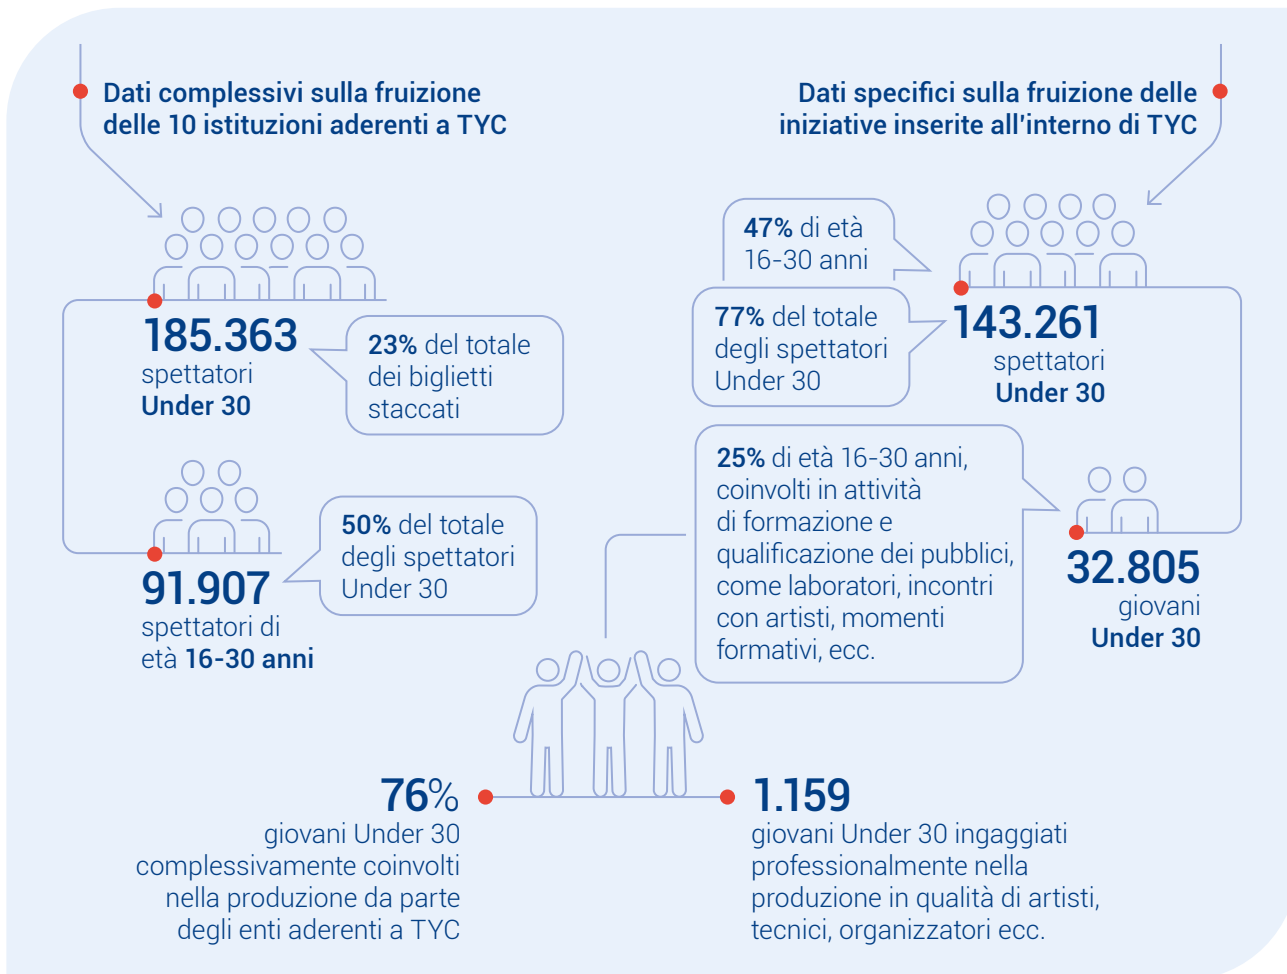 Dati complessivi sulla fruizione
delle 10 istituzioni aderenti a TYC
185.363
spettatori
Under 30
23% del totale
dei biglietti
staccati
91.907
spettatori di
età 16-30 anni
50% del totale
degli spettatori
Under 30
Dati specifici sulla fruizione delle
iniziative inserite all'interno di TYC
47% di età
16-30 anni
77% del totale
degli spettatori
Under 30
143.261
spettatori
Under 30
25% di età 16-30 anni,
coinvolti in attività
di formazione e
qualificazione dei pubblici,
come laboratori, incontri
con artisti, momenti
formativi, ecc.
32.805
giovani
Under 30
76%
giovani Under 30
complessivamente coinvolti
nella produzione da parte
degli enti aderenti a TYC
1.159
giovani Under 30 ingaggiati
professionalmente nella
produzione in qualità di artisti,
tecnici, organizzatori ecc.